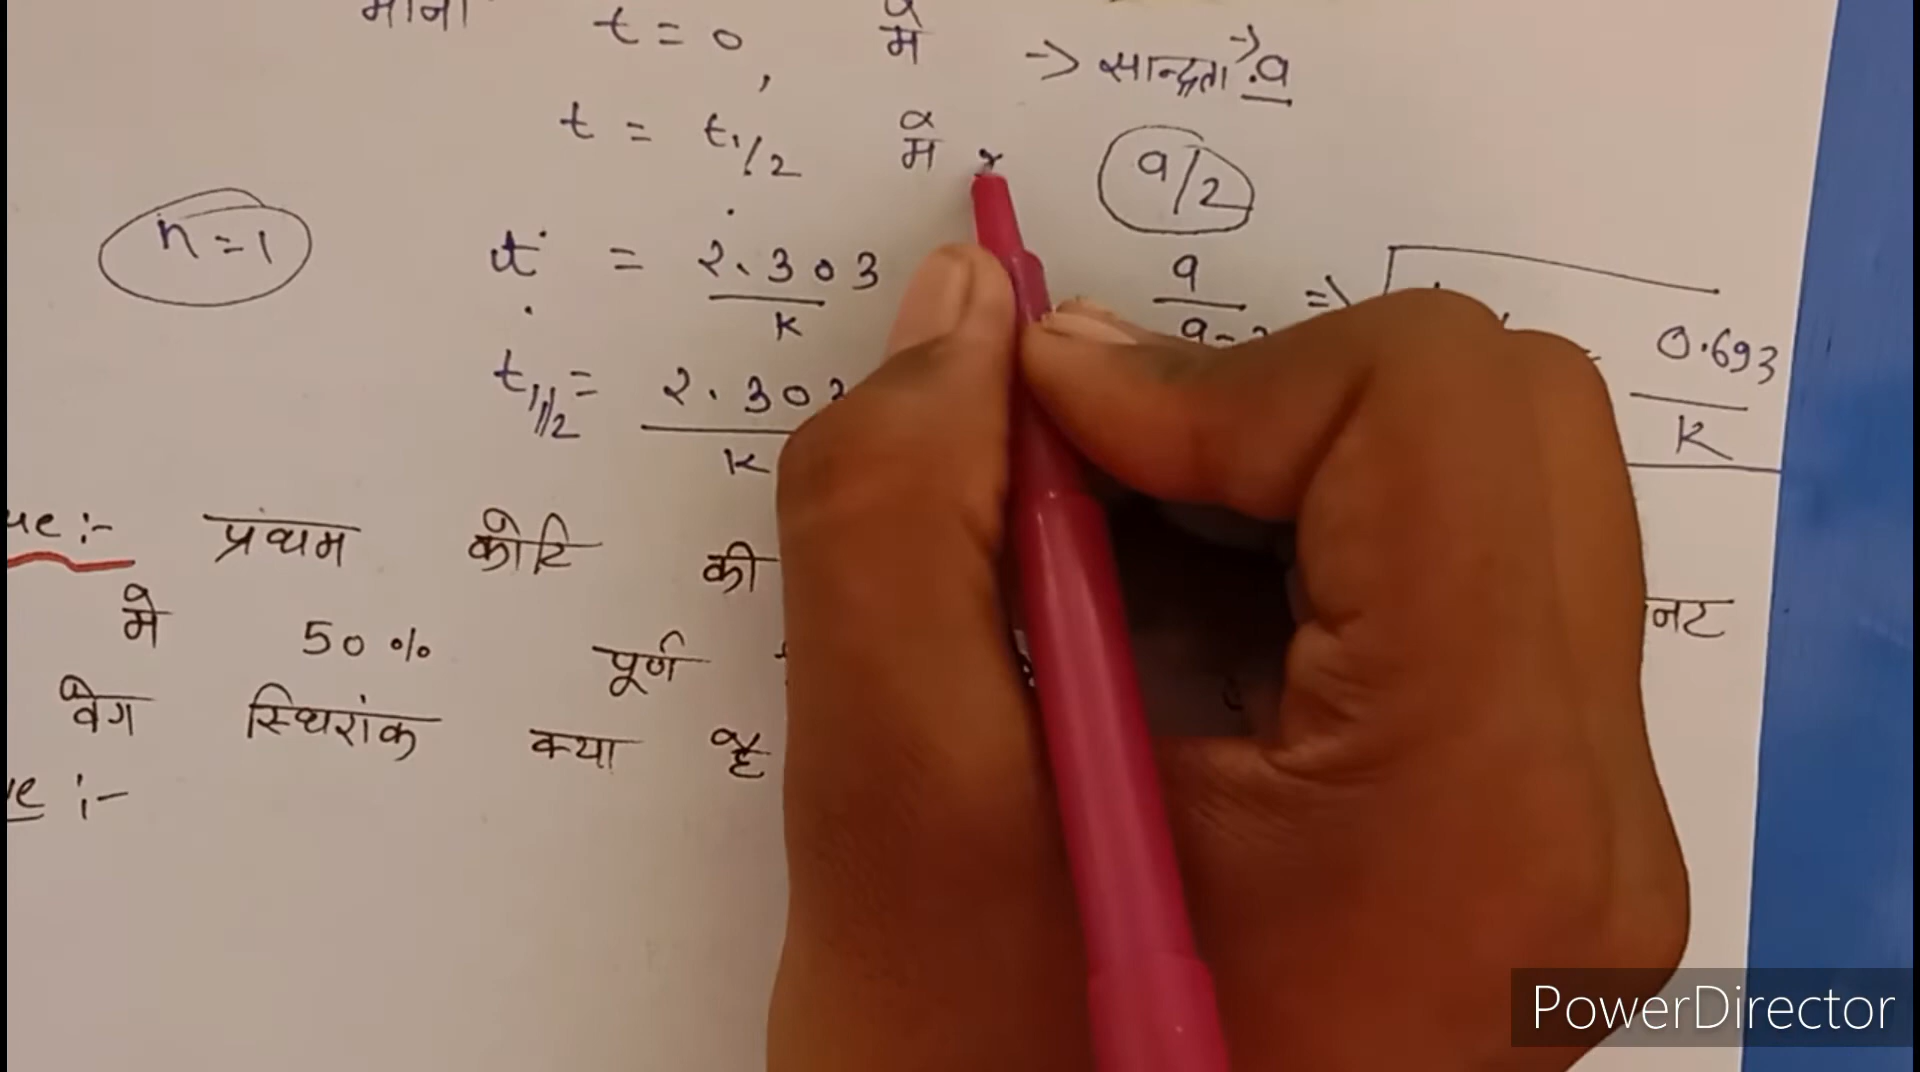 माना t = 0, में -> सान्द्रता -> a
t = t1/2 में a/2
n = 1
t = 2.303 / K a / a-
t1/2 = 2.303 / K 0.693 / K
प्रथम कोटि की
मे 50% पूर्ण
वेग स्थिरांक क्या है
PowerDirector